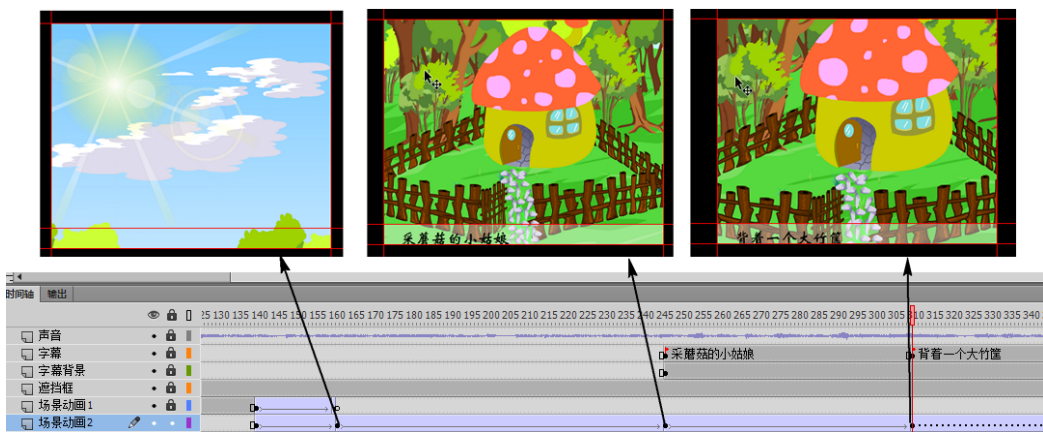 采蘑菇的小姑娘
背着一个大竹筐
时间轴 输出
25 130 135 140 145 150 155 160 165 170 175 180 185 190 195 200 205 210 215 220 225 230 235 240 245 250 255 260 265 270 275 280 285 290 295 300 305 310 315 320 325 330 335 340
声音
字幕 采蘑菇的小姑娘 背着一个大竹筐
字幕背景
遮挡框
场景动画1
场景动画2